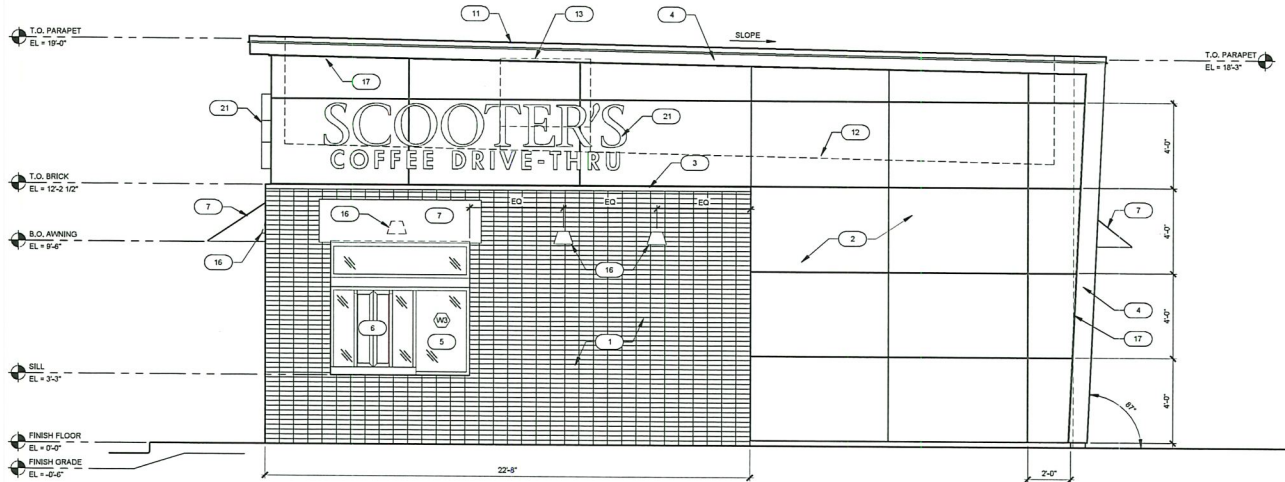 11
13
4
T.O. PARAPET
EL = 19'-0"
SLOPE
T.O. PARAPET
EL = 18'-3"
17
21
SCOOTER'S
21
COFFEE DRIVE-THRU
12
4'-0"
T.O. BRICK
EL = 12'-2 1/2"
3
7
16
7
EQ
EQ
EQ
2
7
4'-0"
B.O. AWNING
EL = 9'-6"
16
16
4
4'-0"
W3
6
5
1
17
SILL
EL = 3'-3"
4'-0"
87°
FINISH FLOOR
EL = 0'-0"
FINISH GRADE
EL = -0'-6"
22'-8"
2'-0"